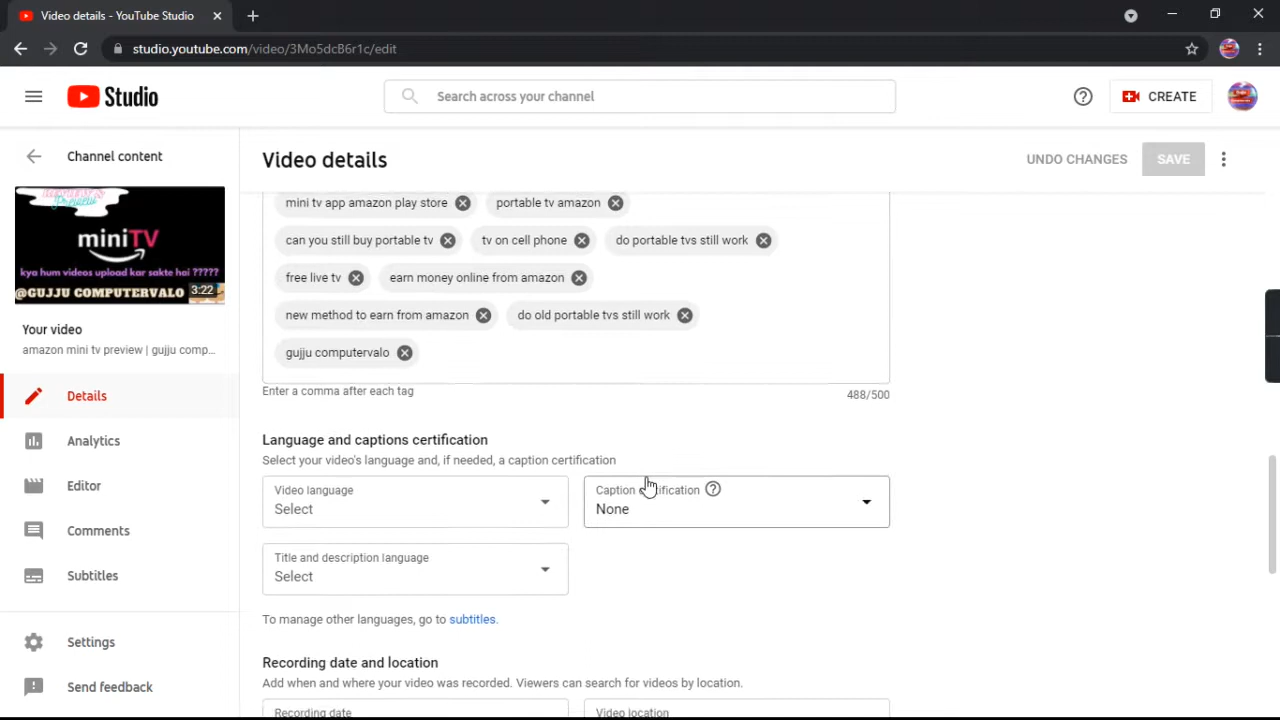 Video details - YouTube Studio
studio.youtube.com/video/3Mo5dcB6r1c/edit
Studio
Search across your channel
CREATE
Channel content
Video details
UNDO CHANGES
SAVE
Preview
miniTV
kya hum videos upload kar sakte hai ?????
@GUJJU COMPUTERVALO
3:22
Your video
amazon mini tv preview | gujju comp...
Details
Analytics
Editor
Comments
Subtitles
Settings
Send feedback
mini tv app amazon play store
portable tv amazon
can you still buy portable tv
tv on cell phone
do portable tvs still work
free live tv
earn money online from amazon
new method to earn from amazon
do old portable tvs still work
gujju computervalo
Enter a comma after each tag
488/500
Language and captions certification
Select your video's language and, if needed, a caption certification
Video language
Select
Caption certification
None
Title and description language
Select
To manage other languages, go to subtitles.
Recording date and location
Add when and where your video was recorded. Viewers can search for videos by location.
Recording date
Video location